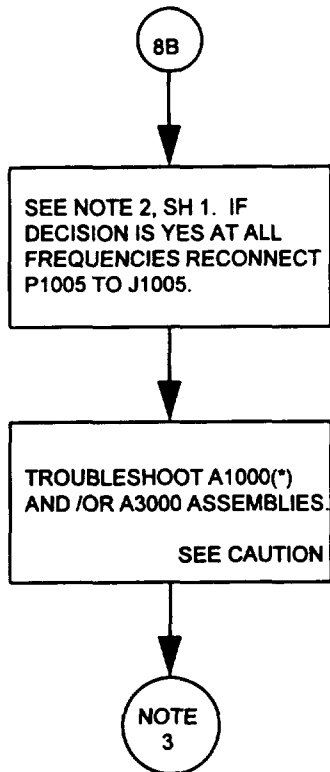 8B
SEE NOTE 2, SH 1. IF
DECISION IS YES AT ALL
FREQUENCIES RECONNECT
P1005 TO J1005.
TROUBLESHOOT A1000(*)
AND /OR A3000 ASSEMBLIES.
SEE CAUTION
NOTE
3